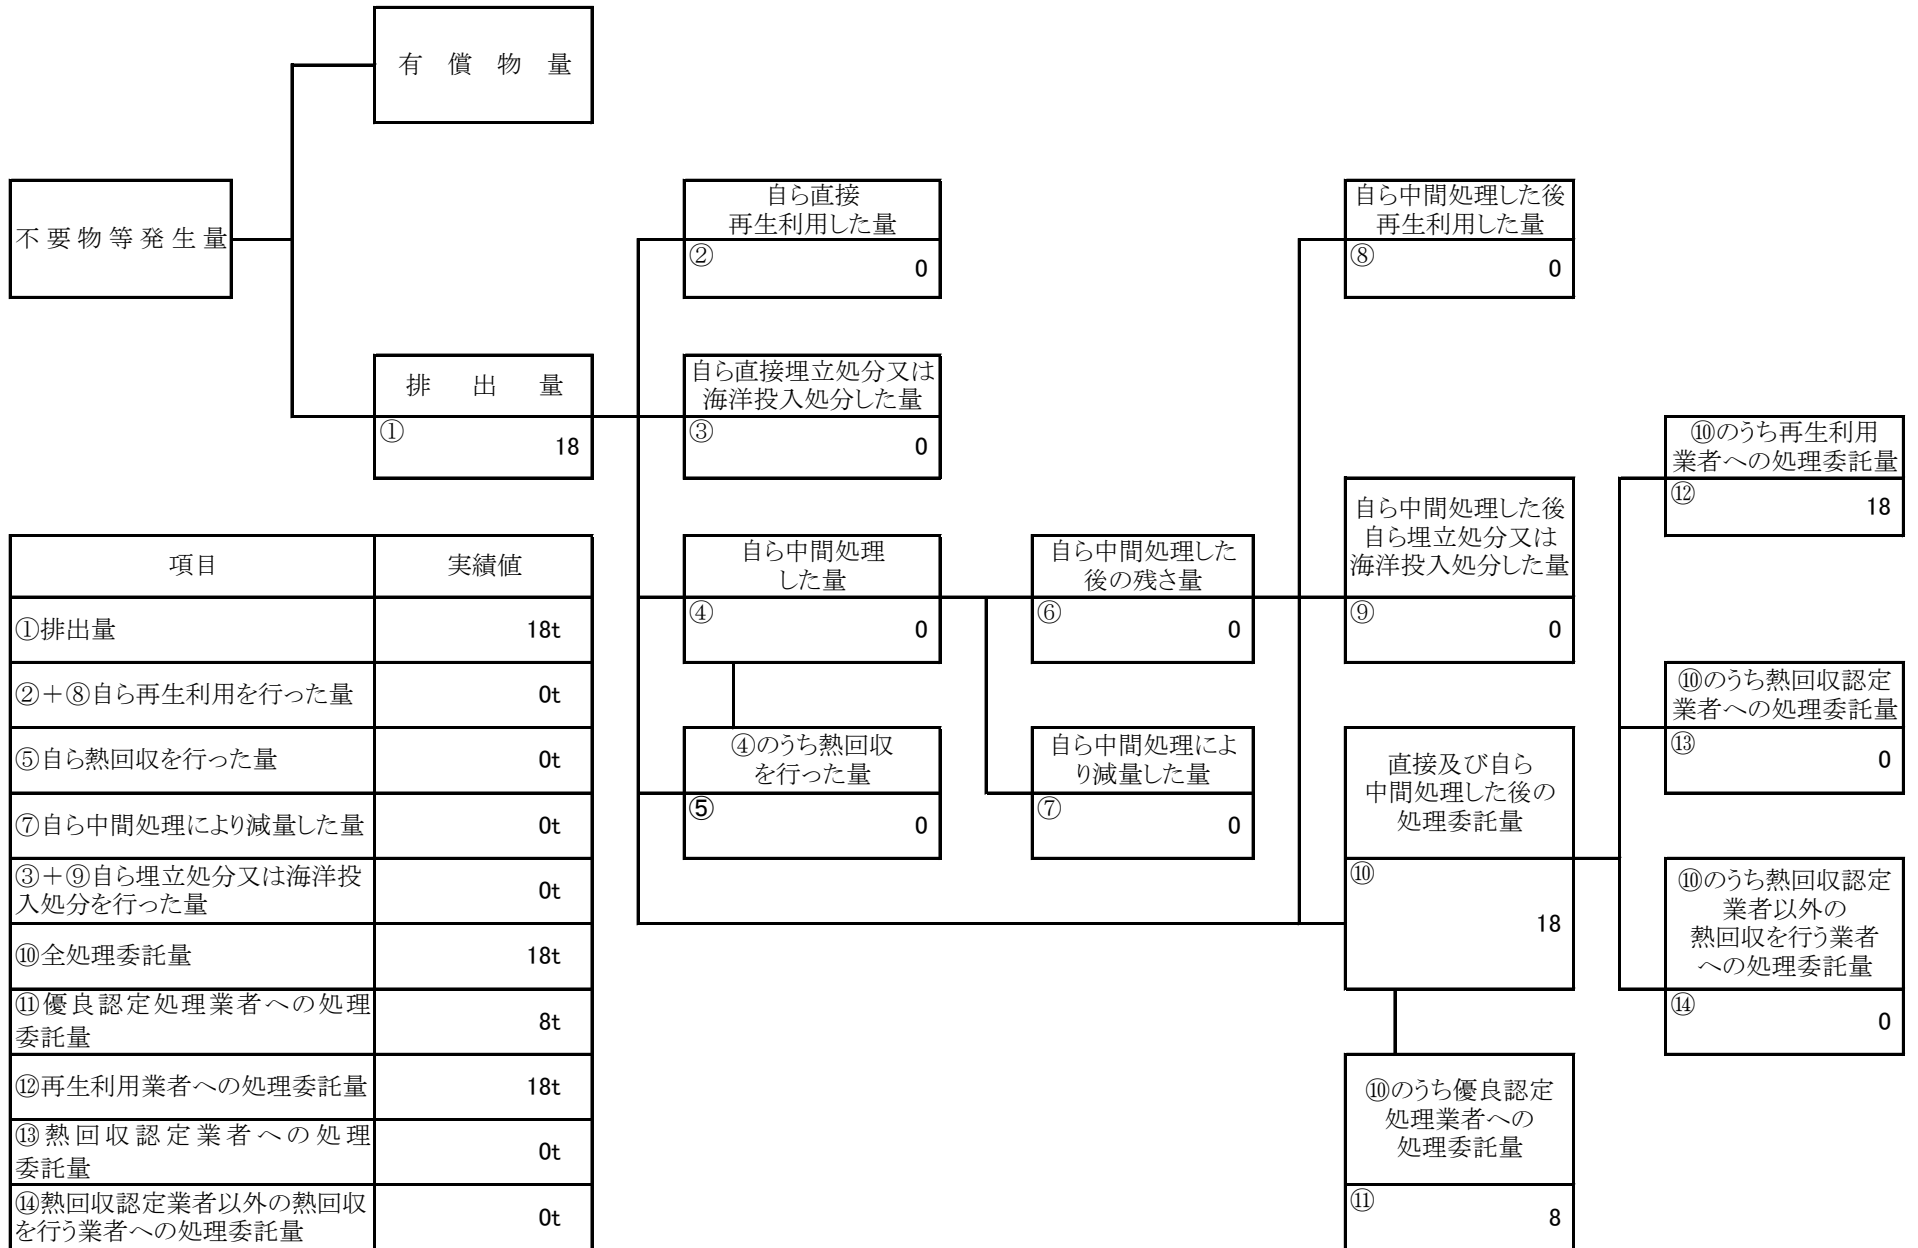 有償物量
不要物等発生量
排出量
①
18
自ら直接
再生利用した量
②
0
自ら直接埋立処分又は
海洋投入処分した量
③
0
自ら中間処理
した量
④
0
④のうち熱回収
を行った量
⑤
0
自ら中間処理した
後の残さ量
⑥
0
自ら中間処理によ
り減量した量
⑦
0
自ら中間処理した後
再生利用した量
⑧
0
自ら中間処理した後
自ら埋立処分又は
海洋投入処分した量
⑨
0
直接及び自ら
中間処理した後の
処理委託量
⑩
18
⑩のうち優良認定
処理業者への
処理委託量
⑪
8
⑩のうち再生利用
業者への処理委託量
⑫
18
⑩のうち熱回収認定
業者への処理委託量
⑬
0
⑩のうち熱回収認定
業者以外の
熱回収を行う業者
への処理委託量
⑭
0
項目 実績値
①排出量 18t
②+⑧自ら再生利用を行った量 0t
⑤自ら熱回収を行った量 0t
⑦自ら中間処理により減量した量 0t
③+⑨自ら埋立処分又は海洋投
入処分を行った量 0t
⑩全処理委託量 18t
⑪優良認定処理業者への処理
委託量 8t
⑫再生利用業者への処理委託量 18t
⑬熱回収認定業者への処理
委託量 0t
⑭熱回収認定業者以外の熱回収
を行う業者への処理委託量 0t